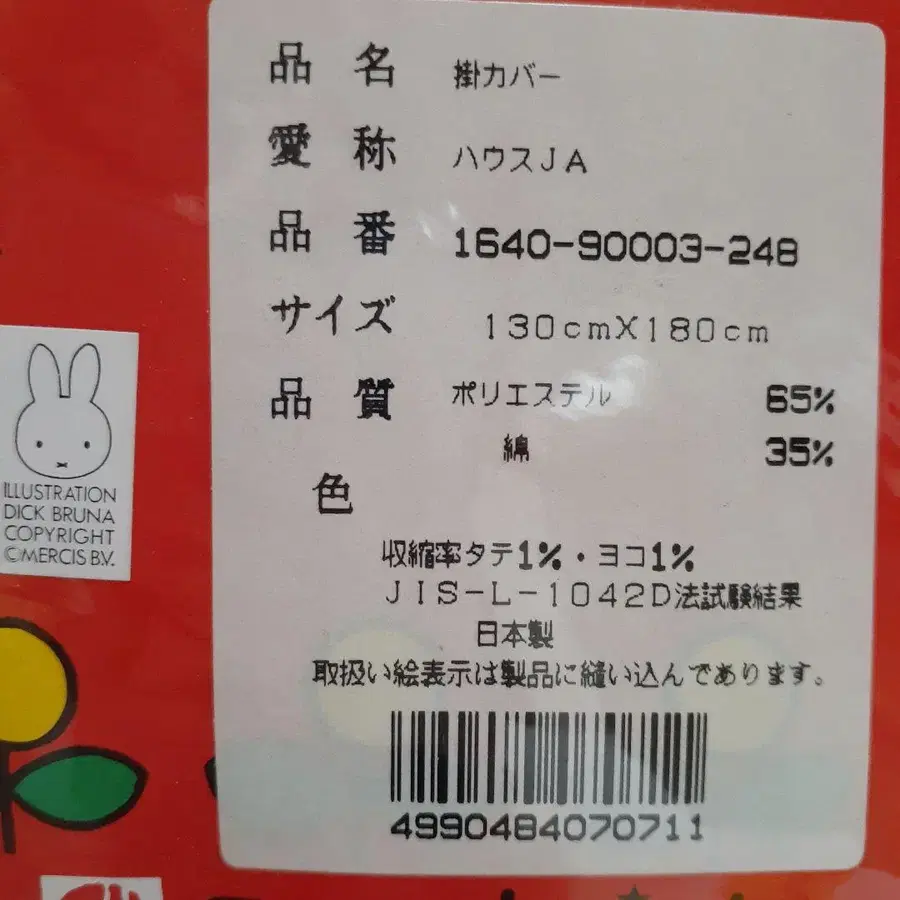 品名 掛カバー
愛称 ハウスJA
品番 1640-90003-248
サイズ 130cmX180cm
品質 ポリエステル 65%
綿 35%
色
収縮率タテ1%・ヨコ1%
JIS-L-1042D法試験結果
日本製
取扱い絵表示は製品に縫い込んであります。
4990484070711
ILLUSTRATION
DICK BRUNA
COPYRIGHT
©MERCIS B.V.